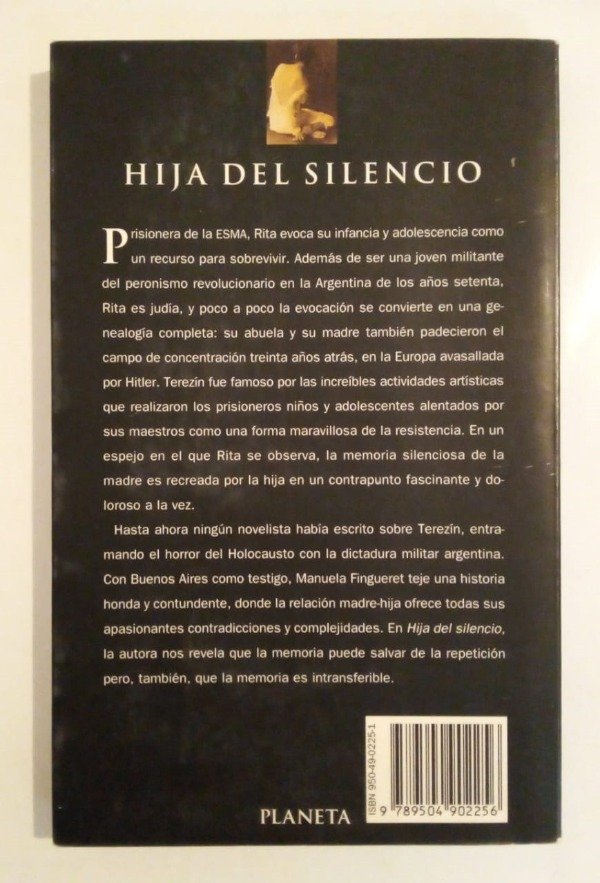 HIJA DEL SILENCIO
Prisionera de la ESMA, Rita evoca su infancia y adolescencia como
un recurso para sobrevivir. Además de ser una joven militante
del peronismo revolucionario en la Argentina de los años setenta,
Rita es judía, y poco a poco la evocación se convierte en una ge-
nealogía completa: su abuela y su madre también padecieron el
campo de concentración treinta años atrás, en la Europa avasallada
por Hitler. Terezín fue famoso por las increíbles actividades artísticas
que realizaron los prisioneros niños y adolescentes alentados por
sus maestros como una forma maravillosa de la resistencia. En un
espejo en el que Rita se observa, la memoria silenciosa de la
madre es recreada por la hija en un contrapunto fascinante y do-
loroso a la vez.
Hasta ahora ningún novelista había escrito sobre Terezín, entra-
mando el horror del Holocausto con la dictadura militar argentina.
Con Buenos Aires como testigo, Manuela Fingueret teje una historia
honda y contundente, donde la relación madre-hija ofrece todas sus
apasionantes contradicciones y complejidades. En Hija del silencio,
la autora nos revela que la memoria puede salvar de la repetición
pero, también, que la memoria es intransferible.
PLANETA
ISBN 950-49-0225-1
9 789504 902256